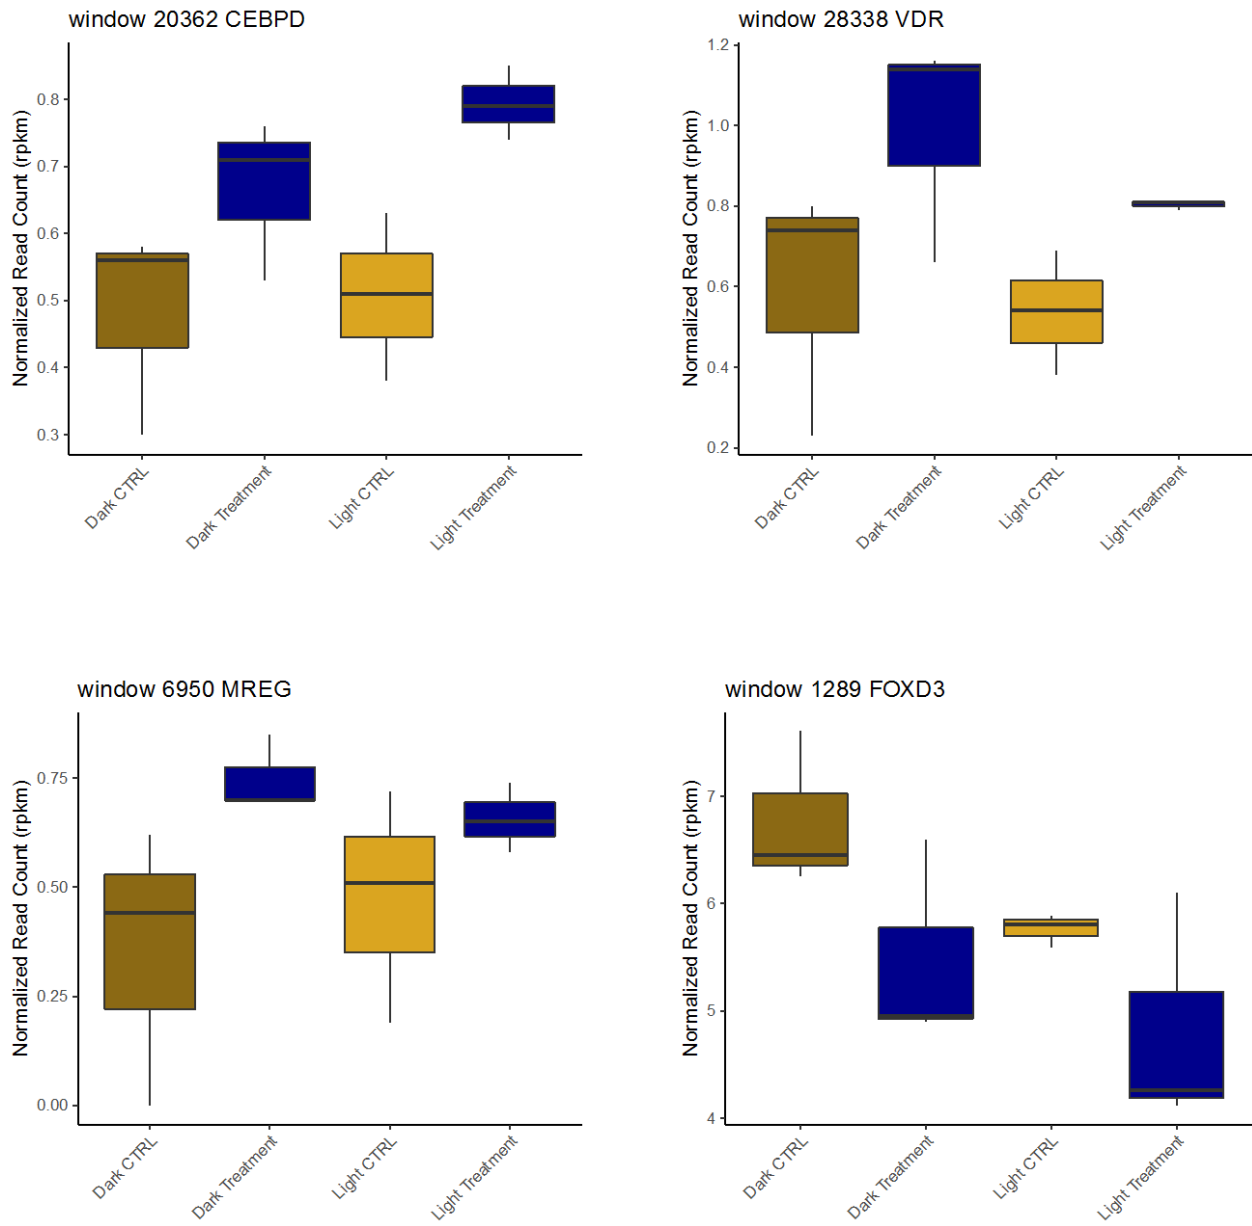 window 20362 CEBPD
Normalized Read Count (rpkm)
0.8
0.7
0.6
0.5
0.4
0.3
Dark CTRL
Dark Treatment
Light CTRL
Light Treatment
window 28338 VDR
Normalized Read Count (rpkm)
1.2
1.0
0.8
0.6
0.4
0.2
Dark CTRL
Dark Treatment
Light CTRL
Light Treatment
window 6950 MREG
Normalized Read Count (rpkm)
0.75
0.50
0.25
0.00
Dark CTRL
Dark Treatment
Light CTRL
Light Treatment
window 1289 FOXD3
Normalized Read Count (rpkm)
7
6
5
4
Dark CTRL
Dark Treatment
Light CTRL
Light Treatment